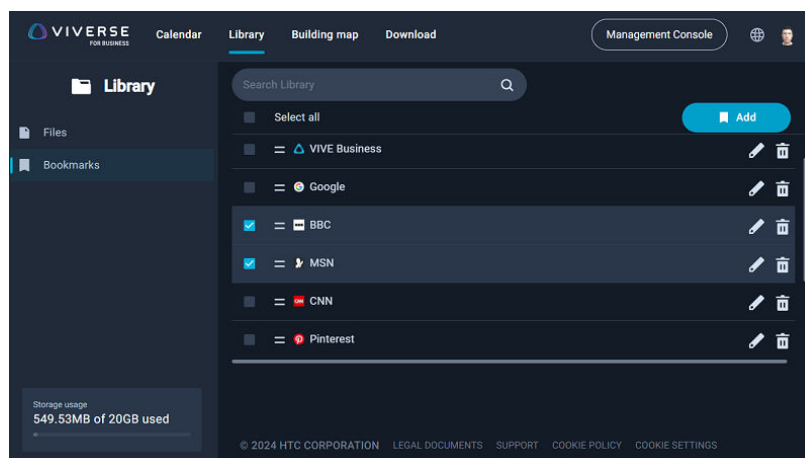 VIVERSE
FOR BUSINESS
Calendar
Library
Building map
Download
Management Console
Library
Files
Bookmarks
Storage usage
549.53MB of 20GB used
Search Library
Select all
Add
VIVE Business
Google
BBC
MSN
CNN
Pinterest
© 2024 HTC CORPORATION LEGAL DOCUMENTS SUPPORT COOKIE POLICY COOKIE SETTINGS